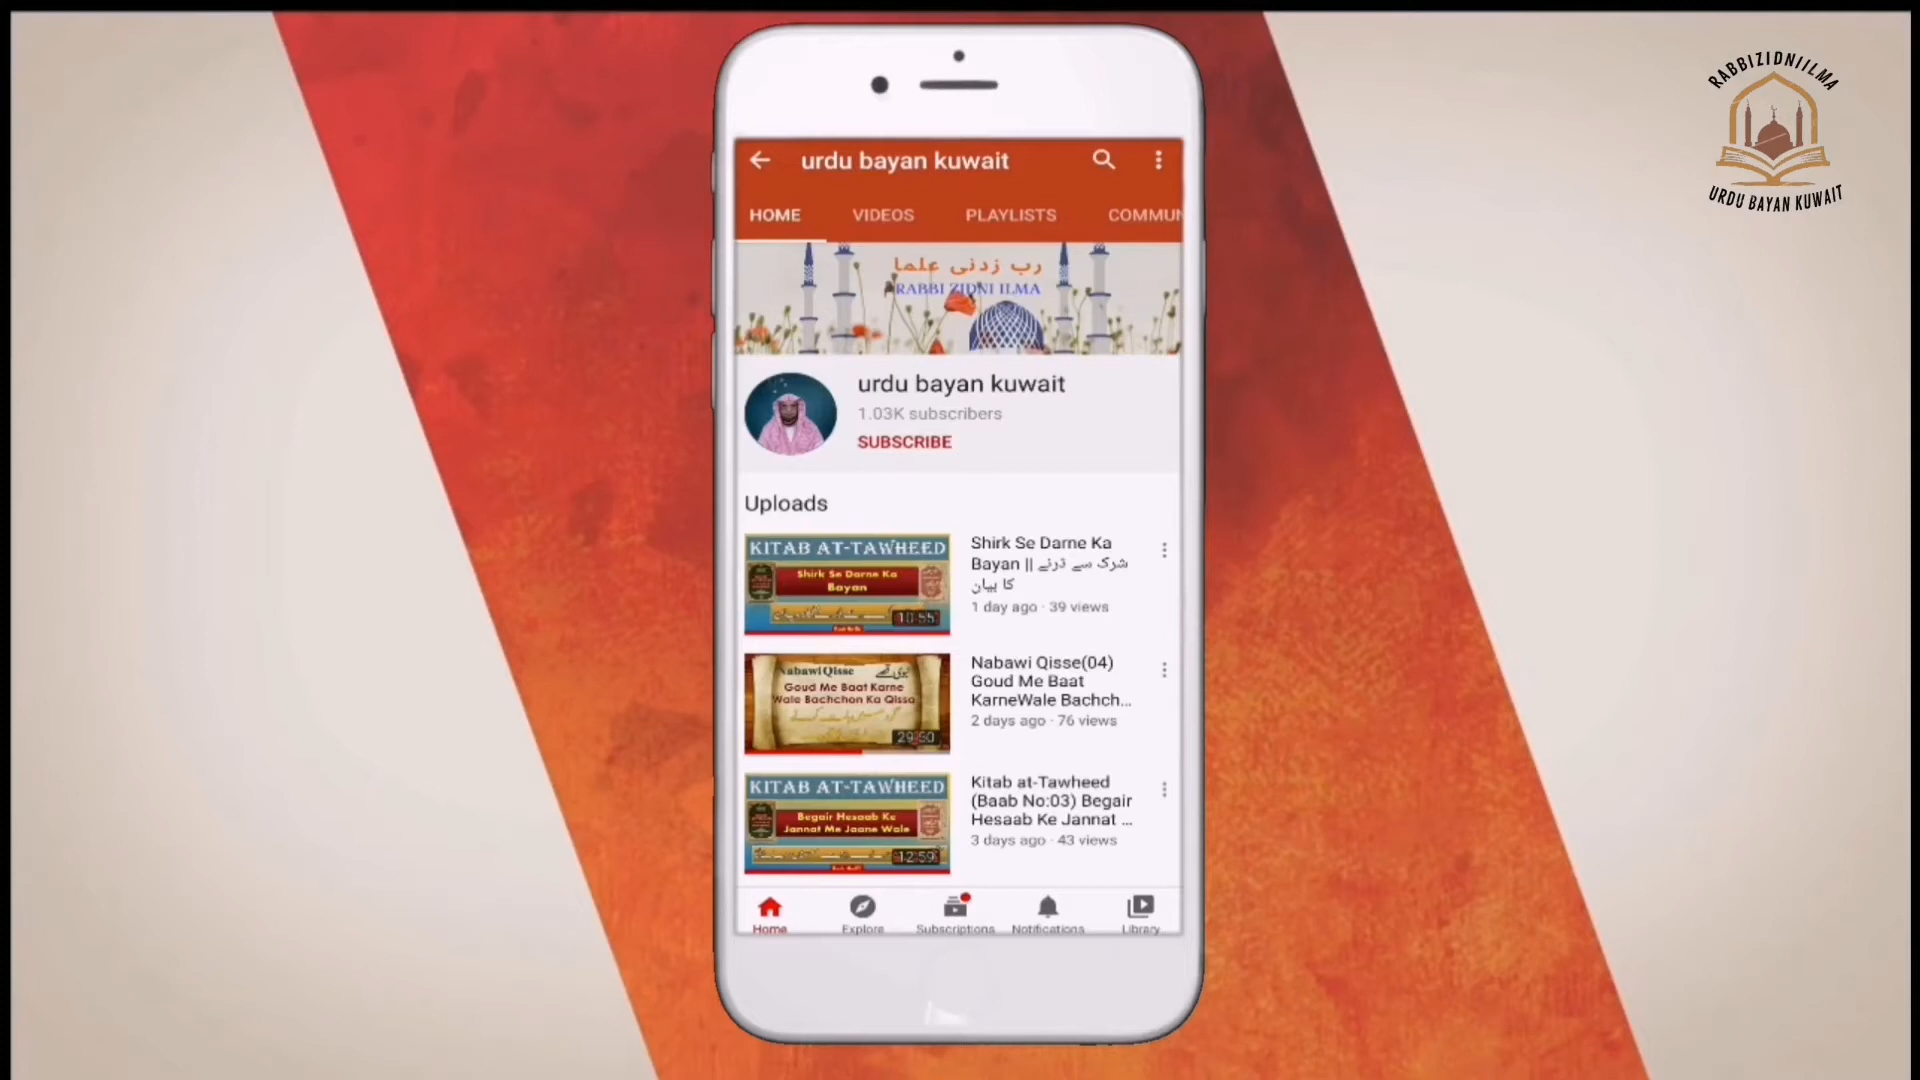 RABBIZIDNIILMA
URDU BAYAN KUWAIT
urdu bayan kuwait
HOME VIDEOS PLAYLISTS COMMUN
رب زدنی علما
RABBI ZIDNI ILMA
urdu bayan kuwait
1.03K subscribers
SUBSCRIBE
Uploads
KITAB AT-TAWHEED
Shirk Se Darne Ka
Bayan
10:55
Shirk Se Darne Ka
Bayan || شرک سے ڈرنے
کا بیان
1 day ago · 39 views
Nabawi Qisse نبوی قصے
Goud Me Baat Karne
Wale Bachchon Ka Qissa
29:50
Nabawi Qisse(04)
Goud Me Baat
KarneWale Bachch...
2 days ago · 76 views
KITAB AT-TAWHEED
Begair Hesaab Ke
Jannat Me Jaane Wale
12:59
Kitab at-Tawheed
(Baab No:03) Begair
Hesaab Ke Jannat ...
3 days ago · 43 views
Home Explore Subscriptions Notifications Library